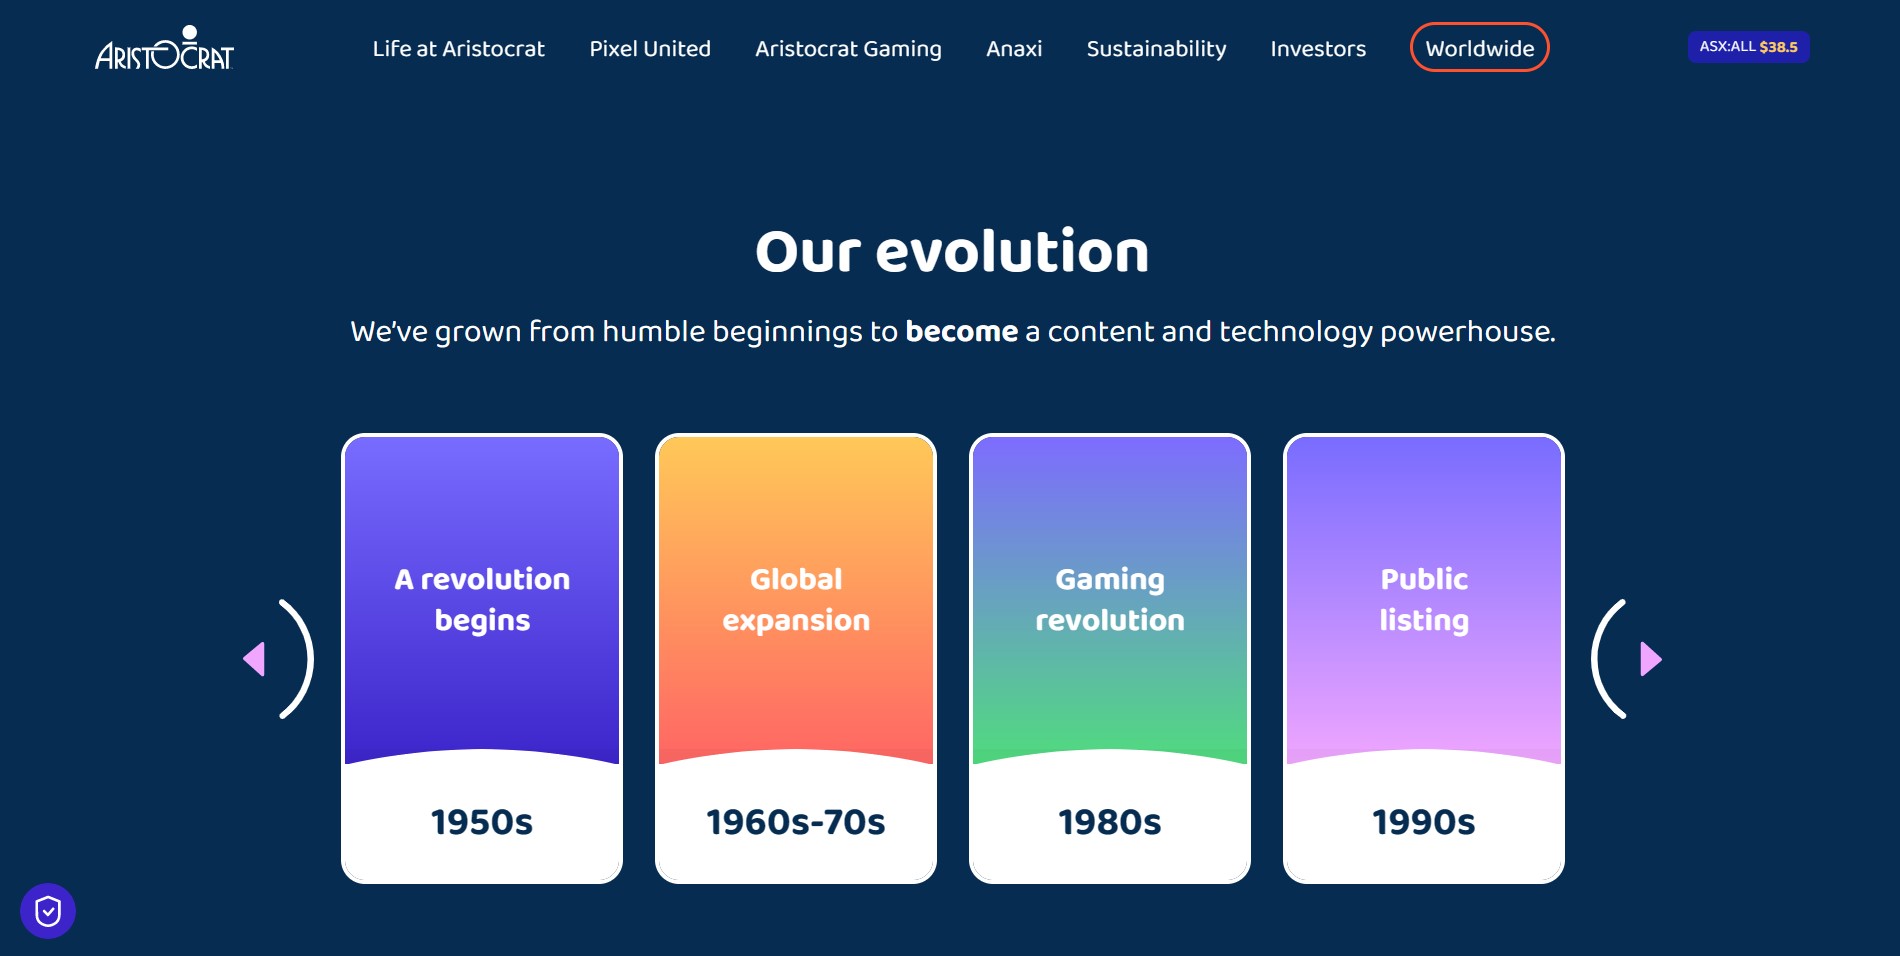 ARISTOCRAT
Life at Aristocrat
Pixel United
Aristocrat Gaming
Anaxi
Sustainability
Investors
Worldwide
ASX:ALL $38.5
Our evolution
We've grown from humble beginnings to become a content and technology powerhouse.
A revolution
begins
1950s
Global
expansion
1960s-70s
Gaming
revolution
1980s
Public
listing
1990s